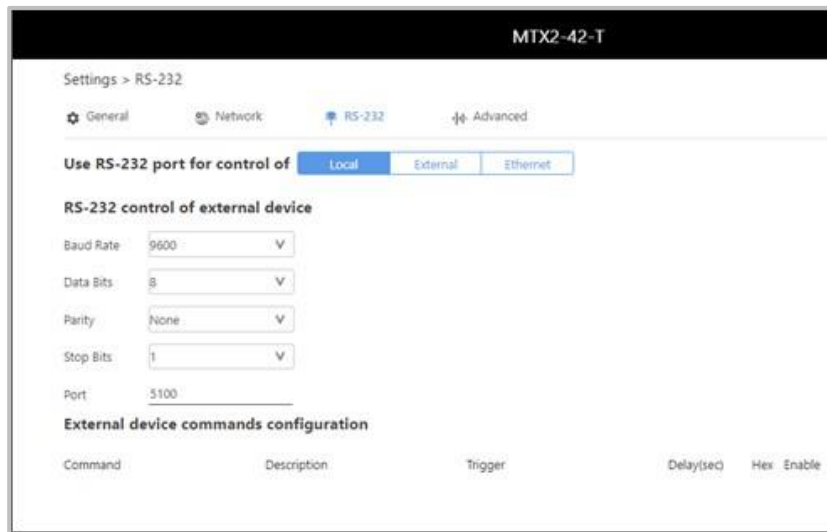 MTX2-42-T
Settings > RS-232
General Network RS-232 Advanced
Use RS-232 port for control of Local External Ethernet
RS-232 control of external device
Baud Rate 9600
Data Bits 8
Parity None
Stop Bits 1
Port 5100
External device commands configuration
Command Description Trigger Delay(sec) Hex Enable